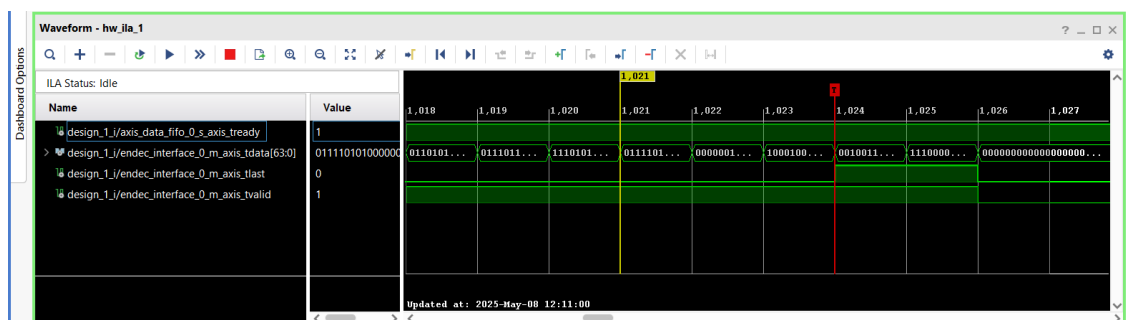 Waveform - hw_ila_1
? _ □ X
Dashboard Options
ILA Status: Idle
1,021
T
Name Value
1,018 1,019 1,020 1,021 1,022 1,023 1,024 1,025 1,026 1,027
design_1_i/axis_data_fifo_0_s_axis_tready 1
design_1_i/endec_interface_0_m_axis_tdata[63:0] 011110101000000 0110101... 0111011... 1110101... 0111101... 0000001... 1000100... 0010011... 1110000... 0000000000000000000...
design_1_i/endec_interface_0_m_axis_tlast 0
design_1_i/endec_interface_0_m_axis_tvalid 1
Updated at: 2025-May-08 12:11:00